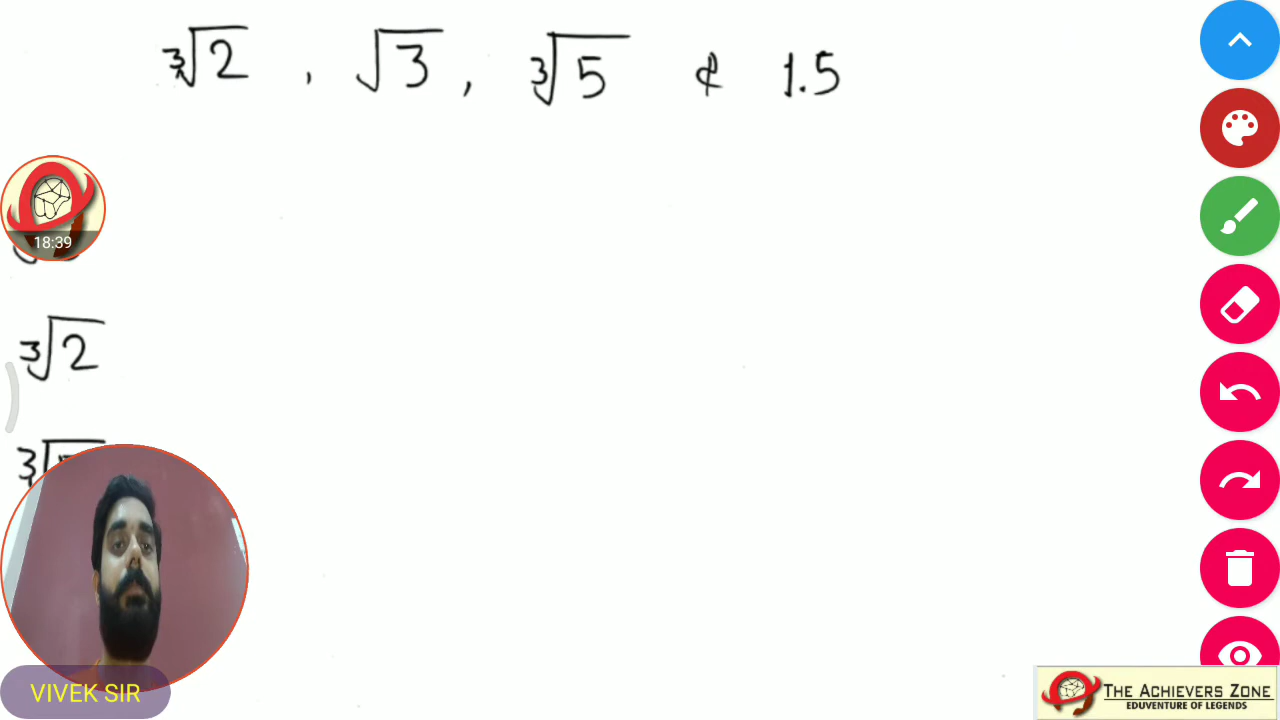 ∛2 , √3 , ∛5 & 1.5
18:39
∛2
VIVEK SIR
THE ACHIEVERS ZONE
EDUVENTURE OF LEGENDS